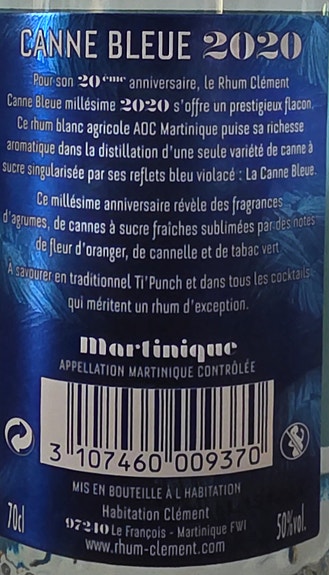 CANNE BLEUE 2020
Pour son 20ème anniversaire, le Rhum Clément
Canne Bleue millésime 2020 s'offre un prestigieux flacon.
Ce rhum blanc agricole AOC Martinique puise sa richesse
aromatique dans la distillation d'une seule variété de canne à
sucre singularisée par ses reflets bleu violacé : La Canne Bleue.
Ce millésime anniversaire révèle des fragrances
d'agrumes, de cannes à sucre fraîches sublimées par des notes
de fleur d'oranger, de cannelle et de tabac vert
À savourer en traditionnel Ti'Punch et dans tous les cocktails
qui méritent un rhum d'exception.
Martinique
APPELLATION MARTINIQUE CONTRÔLÉE
3 107460 009370
MIS EN BOUTEILLE À L HABITATION
Habitation Clément
97240 Le François - Martinique FWI
www.rhum-clement.com
70cl
50%vol.